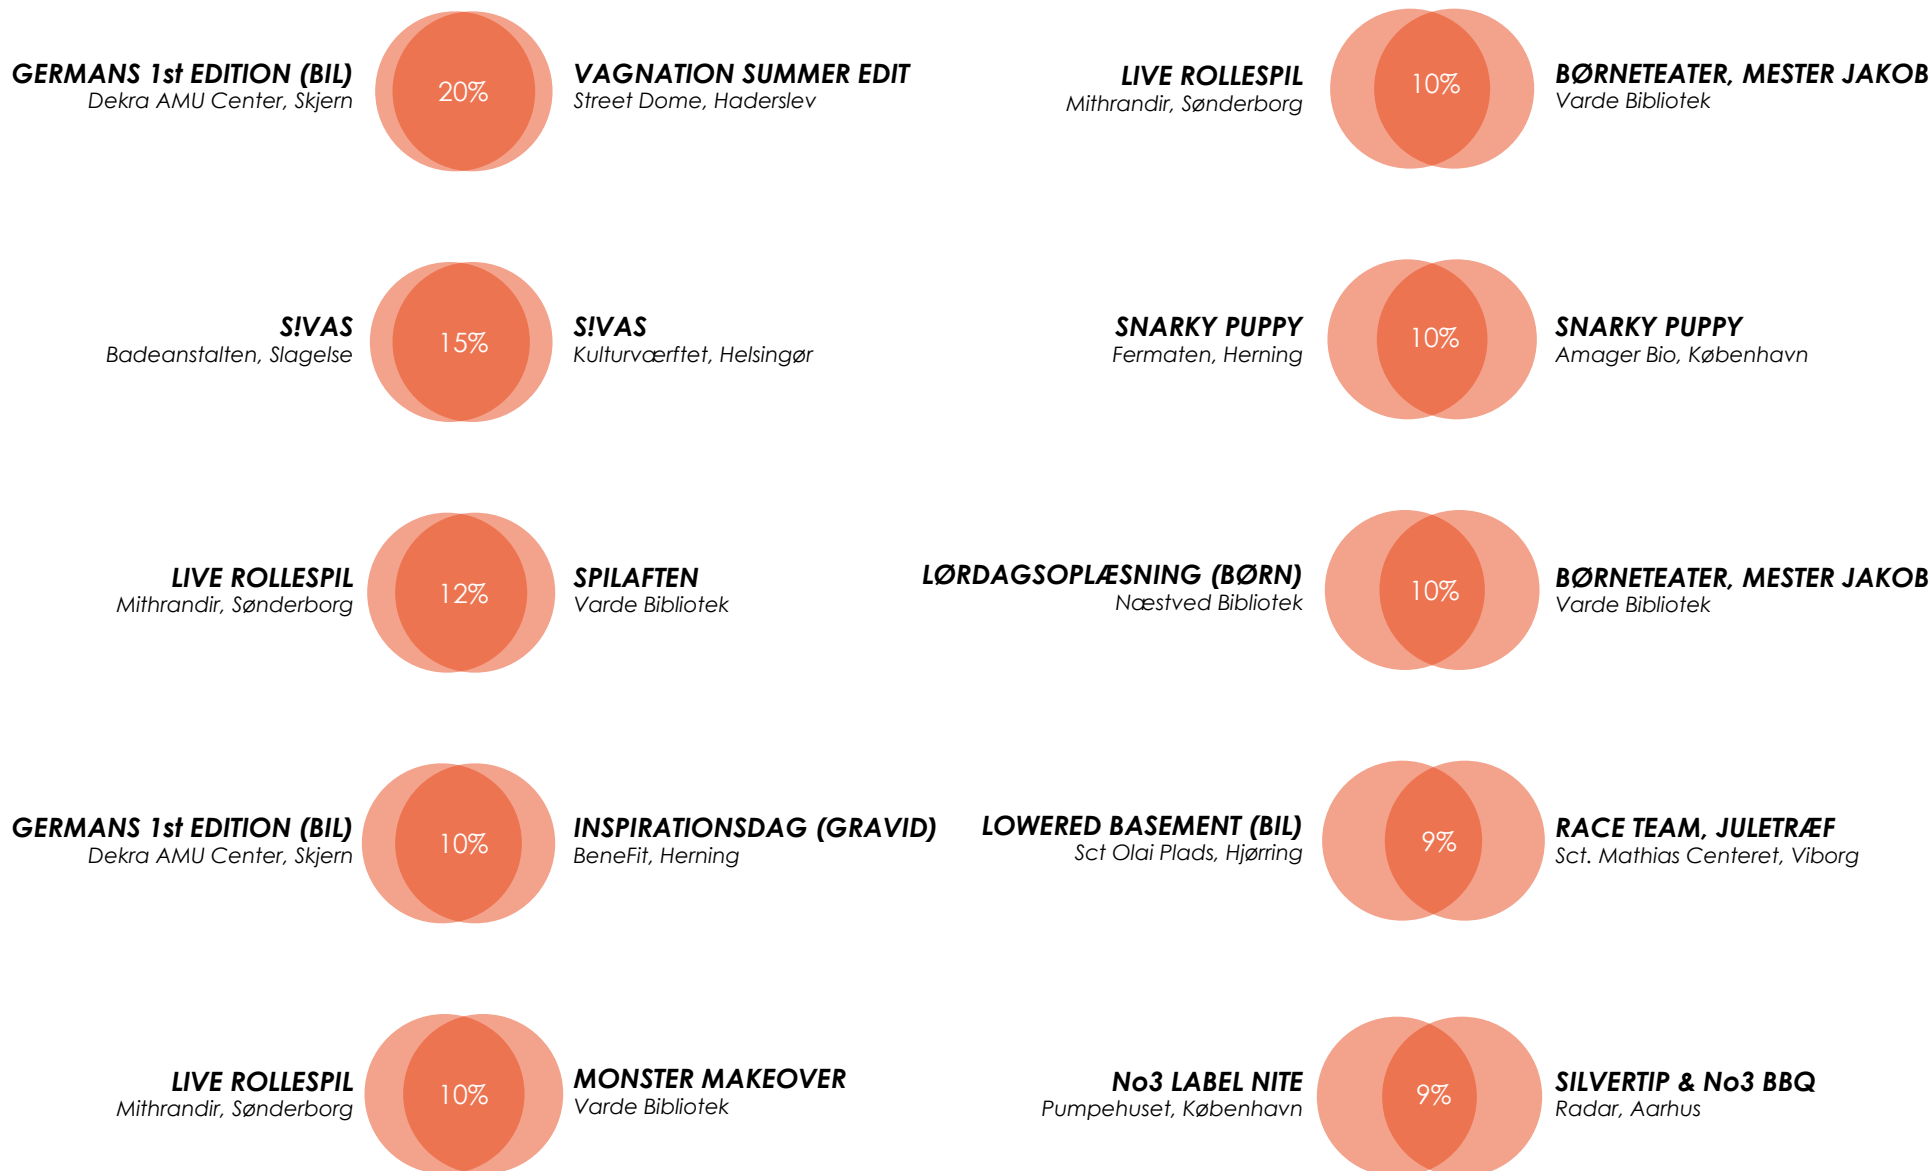 GERMANS 1st EDITION (BIL)
Dekra AMU Center, Skjern
20%
VAGNATION SUMMER EDIT
Street Dome, Haderslev
S!VAS
Badeanstalten, Slagelse
15%
S!VAS
Kulturværftet, Helsingør
LIVE ROLLESPIL
Mithrandir, Sønderborg
12%
SPILAFTEN
Varde Bibliotek
GERMANS 1st EDITION (BIL)
Dekra AMU Center, Skjern
10%
INSPIRATIONSDAG (GRAVID)
BeneFit, Herning
LIVE ROLLESPIL
Mithrandir, Sønderborg
10%
MONSTER MAKEOVER
Varde Bibliotek
LIVE ROLLESPIL
Mithrandir, Sønderborg
10%
BØRNETEATER, MESTER JAKOB
Varde Bibliotek
SNARKY PUPPY
Fermaten, Herning
10%
SNARKY PUPPY
Amager Bio, København
LØRDAGSOPLÆSNING (BØRN)
Næstved Bibliotek
10%
BØRNETEATER, MESTER JAKOB
Varde Bibliotek
LOWERED BASEMENT (BIL)
Sct Olai Plads, Hjørring
9%
RACE TEAM, JULETRÆF
Sct. Mathias Centeret, Viborg
No3 LABEL NITE
Pumpehuset, København
9%
SILVERTIP & No3 BBQ
Radar, Aarhus